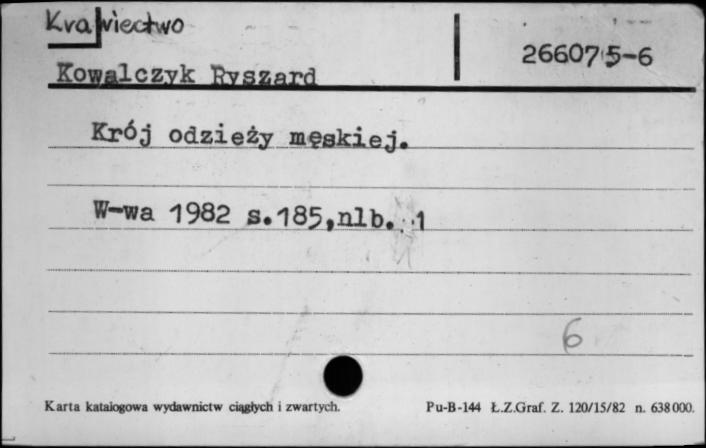 Krawiectwo
266075-6
Kowalczyk Ryszard
Krój odzieży męskiej.
W-wa 1982 s.185,nlb. 1
6
Karta katalogowa wydawnictw ciągłych i zwartych. Pu-B-144 Ł.Z.Graf. Z. 120/15/82 n. 638000.